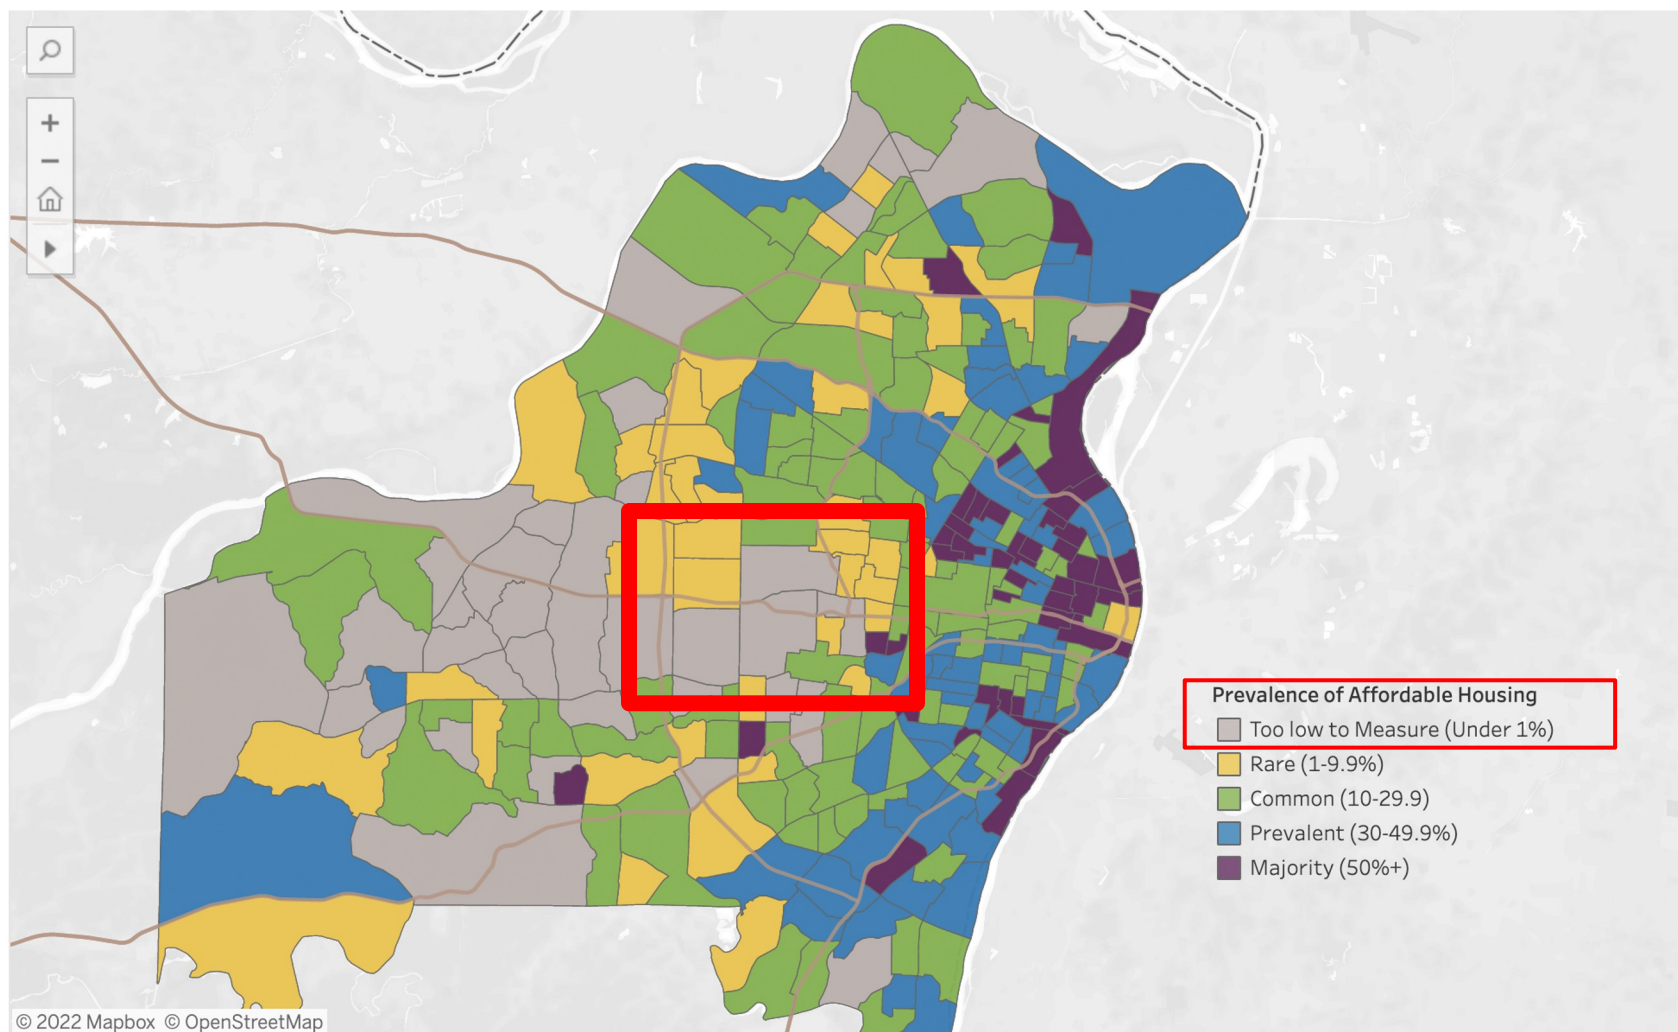 Prevalence of Affordable Housing
Too low to Measure (Under 1%)
Rare (1-9.9%)
Common (10-29.9)
Prevalent (30-49.9%)
Majority (50%+)
© 2022 Mapbox © OpenStreetMap